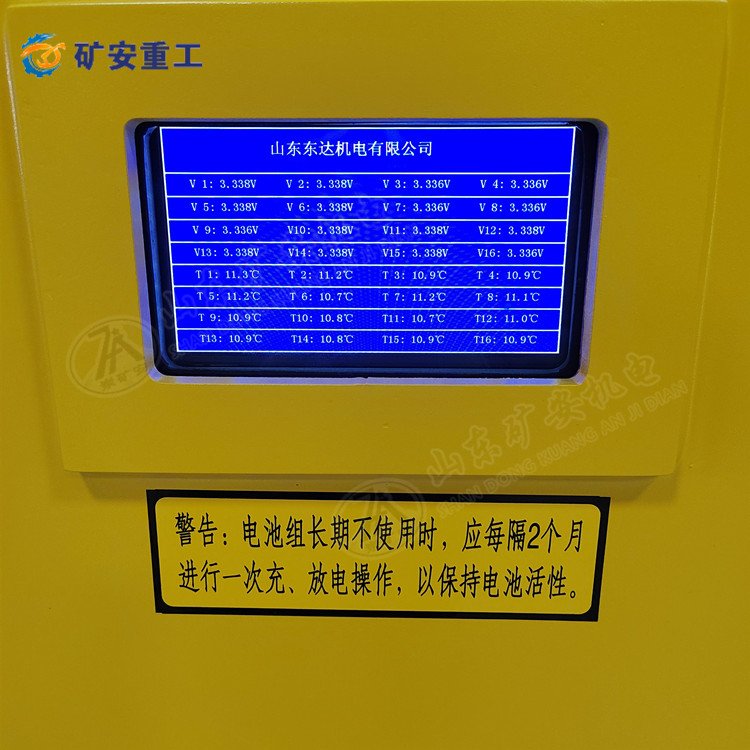 矿安重工
山东东达机电有限公司
V 1: 3.338V V 2: 3.338V V 3: 3.336V V 4: 3.336V
V 5: 3.338V V 6: 3.338V V 7: 3.336V V 8: 3.336V
V 9: 3.336V V10: 3.338V V11: 3.338V V12: 3.338V
V13: 3.338V V14: 3.338V V15: 3.338V V16: 3.336V
T 1: 11.3℃ T 2: 11.2℃ T 3: 10.9℃ T 4: 10.9℃
T 5: 11.2℃ T 6: 10.7℃ T 7: 11.2℃ T 8: 11.1℃
T 9: 10.9℃ T10: 10.8℃ T11: 10.7℃ T12: 11.0℃
T13: 10.9℃ T14: 10.8℃ T15: 10.9℃ T16: 10.9℃
山东矿安机电
SHAN DONG KUANG AN JI DIAN
警告：电池组长期不使用时，应每隔2个月
进行一次充、放电操作，以保持电池活性。